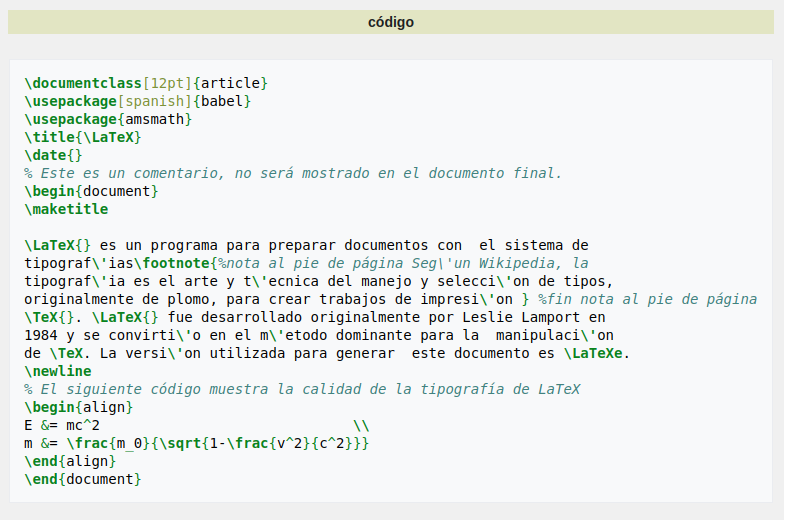 código
\documentclass[12pt]{article}
\usepackage[spanish]{babel}
\usepackage{amsmath}
\title{\LaTeX}
\date{}
% Este es un comentario, no será mostrado en el documento final.
\begin{document}
\maketitle
\LaTeX{} es un programa para preparar documentos con  el sistema de
tipograf\'ias\footnote{%nota al pie de página Seg\'un Wikipedia, la
tipograf\'ia es el arte y t\'ecnica del manejo y selecci\'on de tipos,
originalmente de plomo, para crear trabajos de impresi\'on } %fin nota al pie de página
\TeX{}. \LaTeX{} fue desarrollado originalmente por Leslie Lamport en
1984 y se convirti\'o en el m\'etodo dominante para la  manipulaci\'on
de \TeX. La versi\'on utilizada para generar  este documento es \LaTeXe.
\newline
% El siguiente código muestra la calidad de la tipografía de LaTeX
\begin{align}
E &= mc^2                              \\
m &= \frac{m_0}{\sqrt{1-\frac{v^2}{c^2}}}
\end{align}
\end{document}